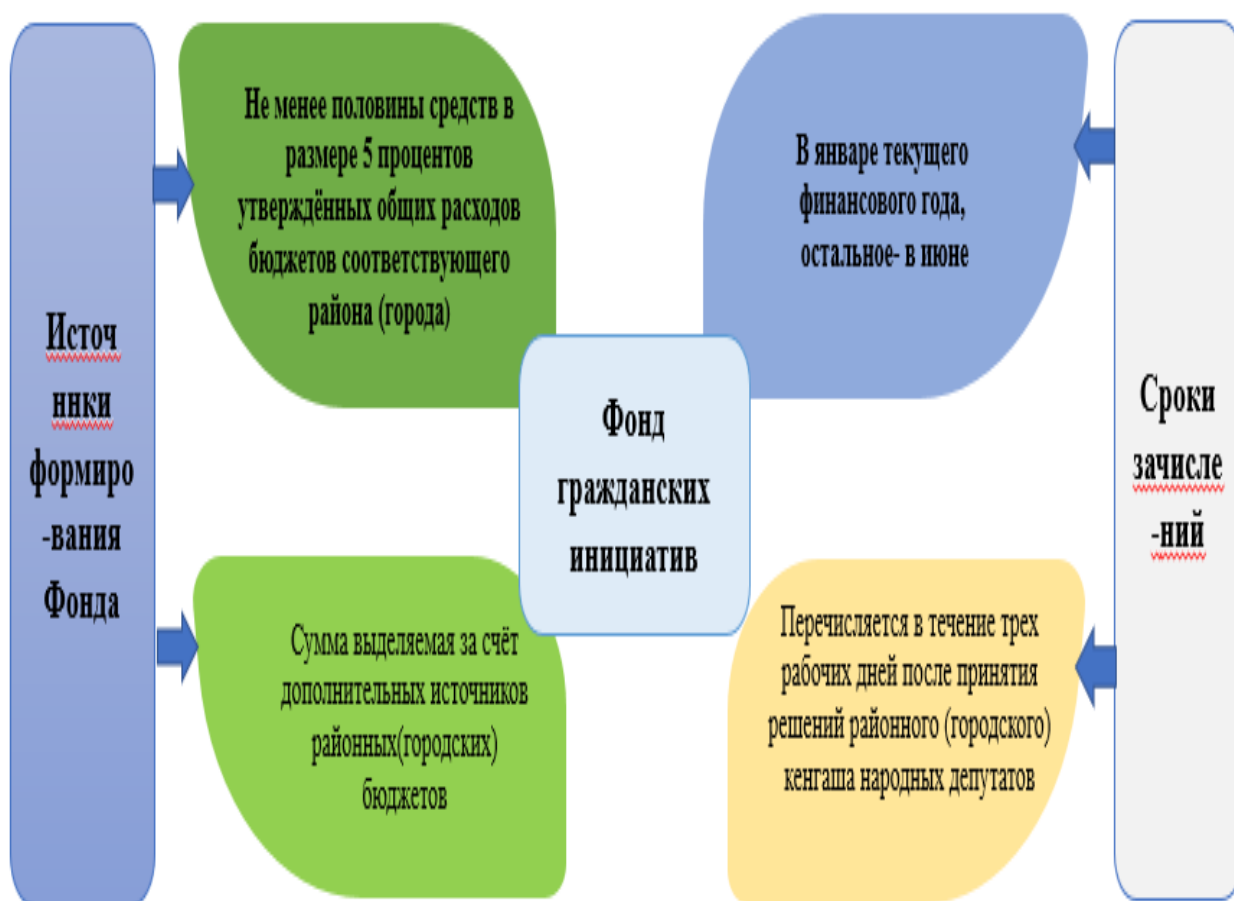 Источ
ннки
формиро
-вания
Фонда
Не менее половины средств в
размере 5 процентов
утверждённых общих расходов
бюджетов соответствующего
района (города)
Сумма выделяемая за счёт
дополнительных источников
районных(городских)
бюджетов
Фонд
гражданских
инициатив
В январе текущего
финансового года,
остальное- в июне
Перечисляется в течение трех
рабочих дней после принятия
решений районного (городского)
кенгаша народных депутатов
Сроки
зачисле
-ний